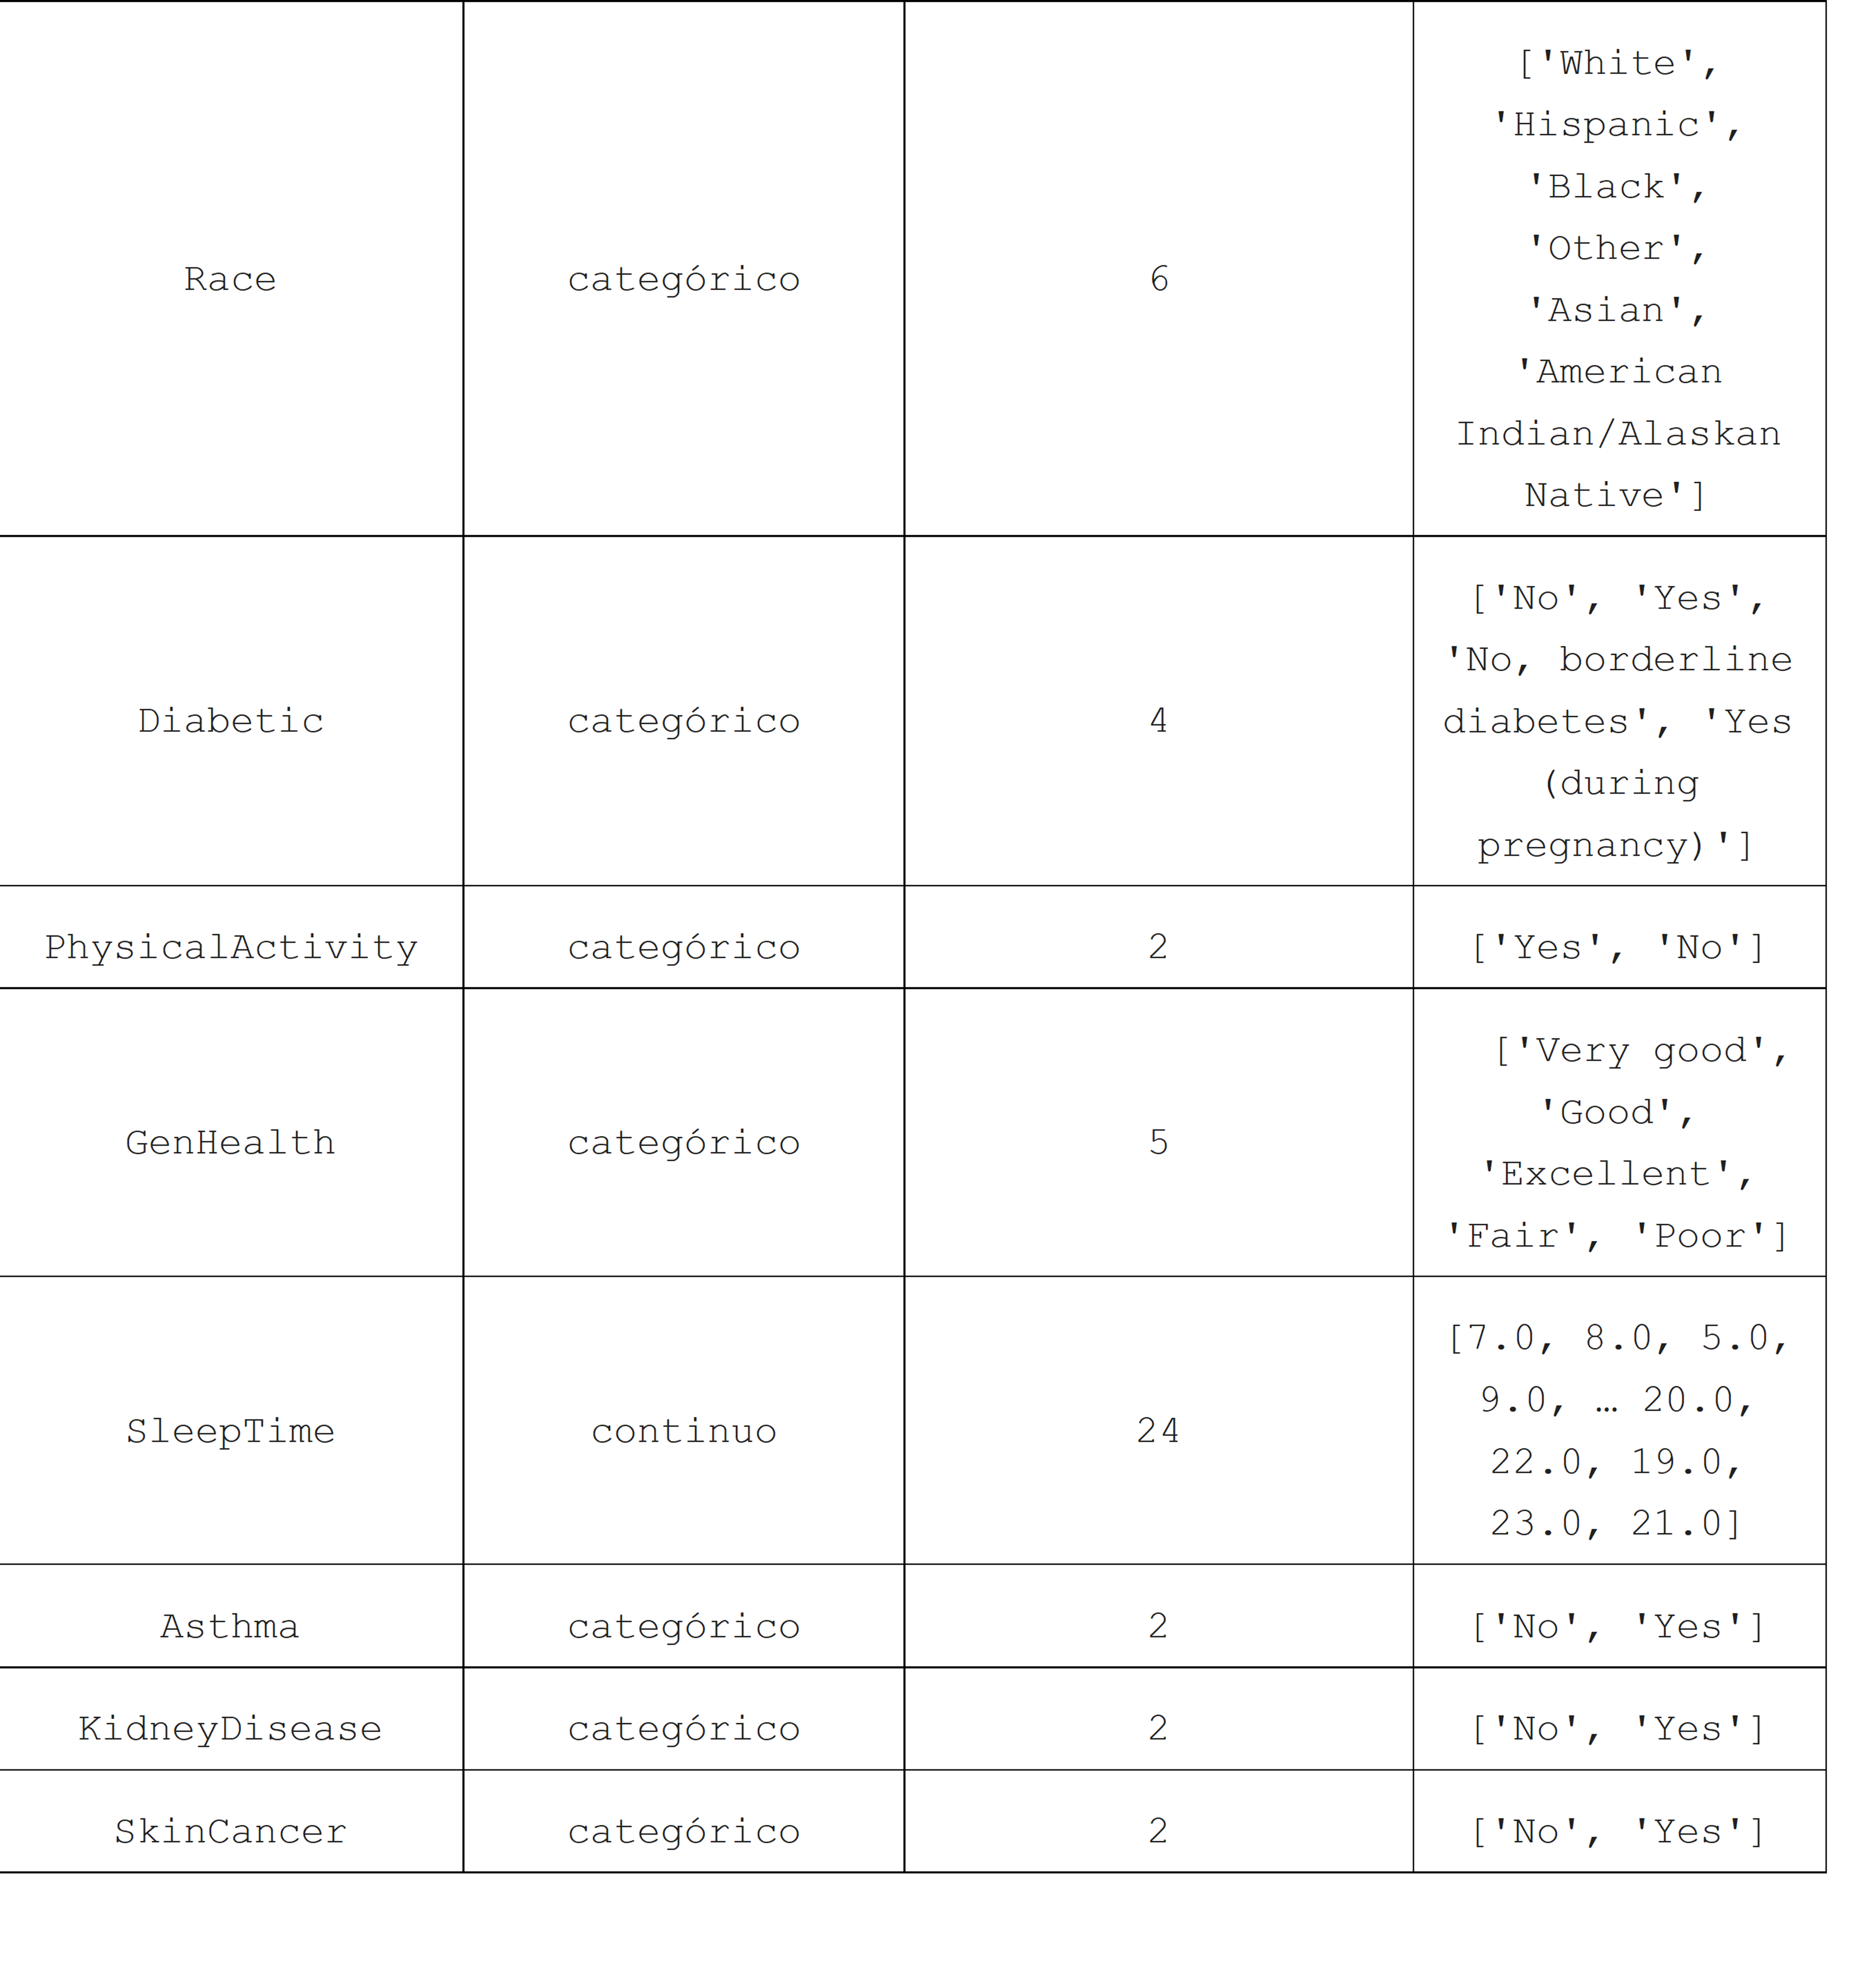 Race
categórico
6
['White',
'Hispanic',
'Black',
'Other',
'Asian',
'American
Indian/Alaskan
Native']
Diabetic
categórico
4
['No', 'Yes',
'No, borderline
diabetes', 'Yes
(during
pregnancy)']
PhysicalActivity
categórico
2
['Yes', 'No']
GenHealth
categórico
5
['Very good',
'Good',
'Excellent',
'Fair', 'Poor']
SleepTime
continuo
24
[7.0, 8.0, 5.0,
9.0, … 20.0,
22.0, 19.0,
23.0, 21.0]
Asthma
categórico
2
['No', 'Yes']
KidneyDisease
categórico
2
['No', 'Yes']
SkinCancer
categórico
2
['No', 'Yes']